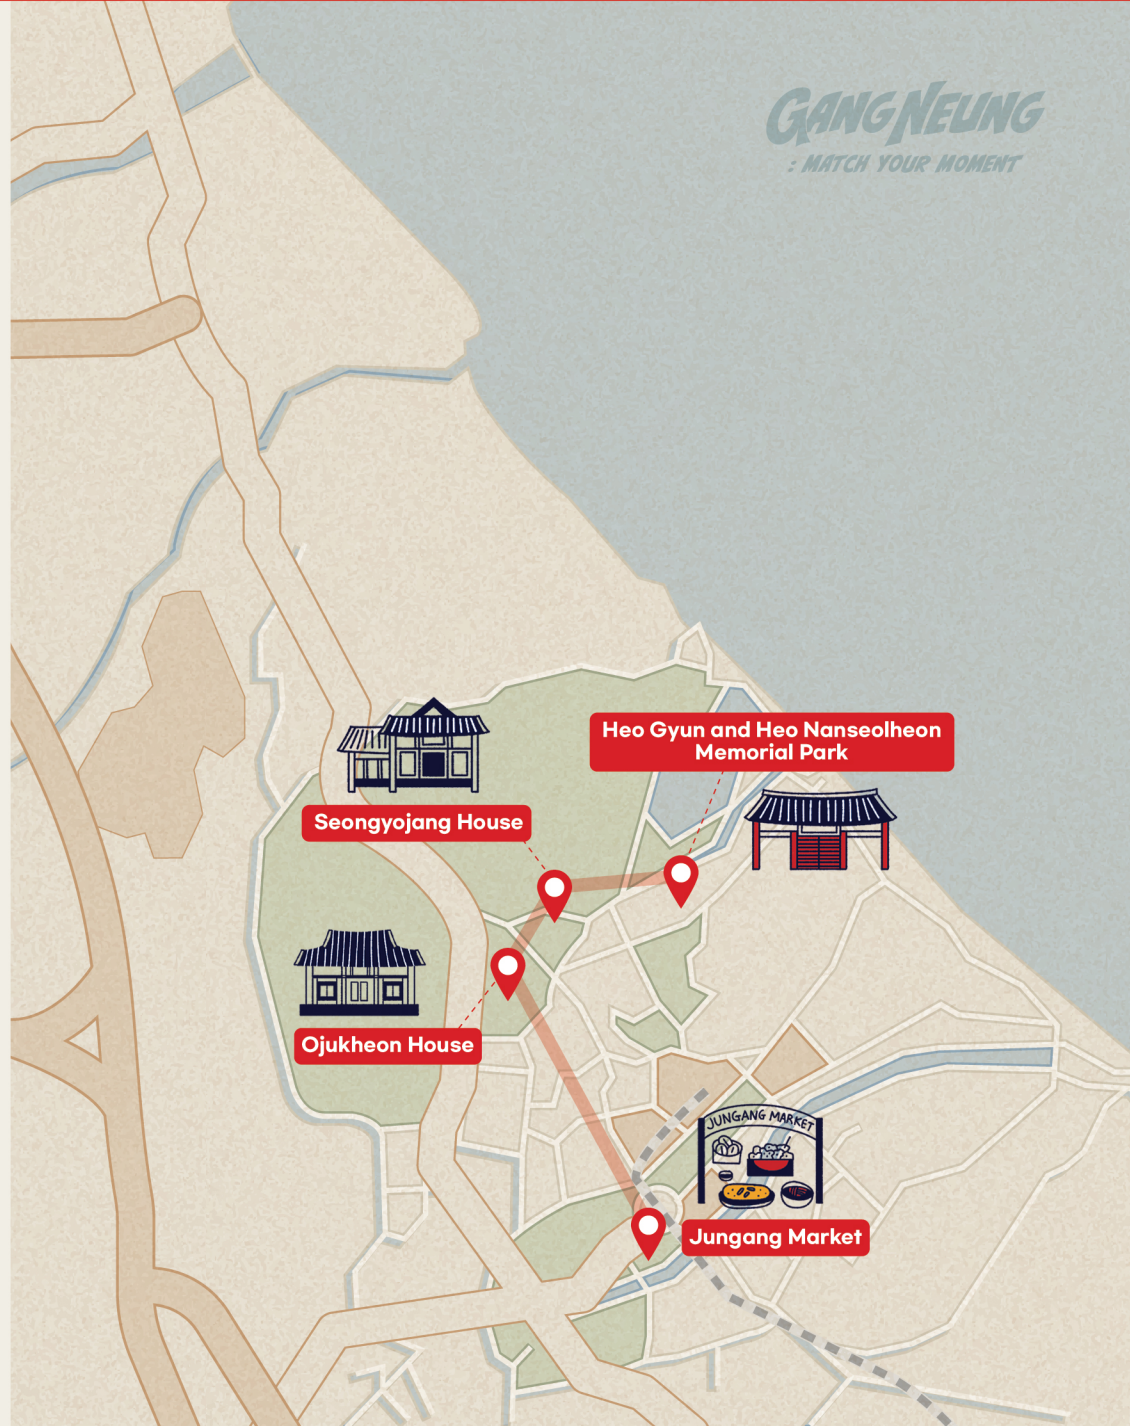 GANGNEUNG
: MATCH YOUR MOMENT
Heo Gyun and Heo Nanseolheon
Memorial Park
Seongyojang House
Ojukheon House
JUNGANG MARKET
Jungang Market